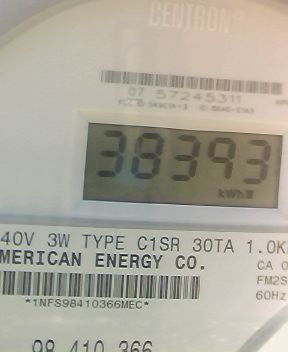 CENTRON®
07 57245311
38393
kWh
40V 3W TYPE C1SR 30TA 1.0K
MERICAN ENERGY CO.
CA 0
FM2S
60Hz
*1NFS98410366MEC*
98 410 366